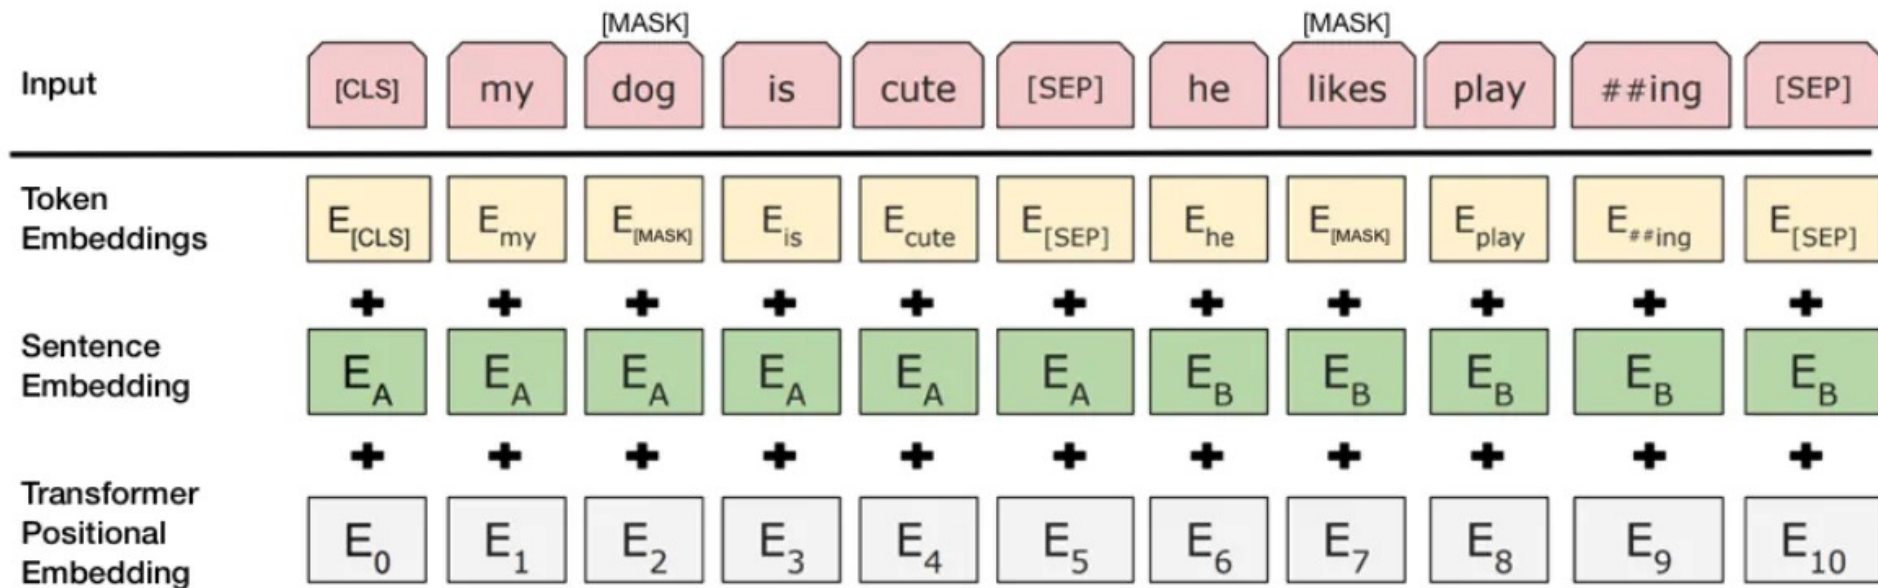 [MASK] [MASK]
Input [CLS] my dog is cute [SEP] he likes play ##ing [SEP]
Token
Embeddings E[CLS] Emy E[MASK] Eis Ecute E[SEP] Ehe E[MASK] Eplay E##ing E[SEP]
+ + + + + + + + + + +
Sentence
Embedding EA EA EA EA EA EA EB EB EB EB EB
+ + + + + + + + + + +
Transformer
Positional
Embedding E0 E1 E2 E3 E4 E5 E6 E7 E8 E9 E10